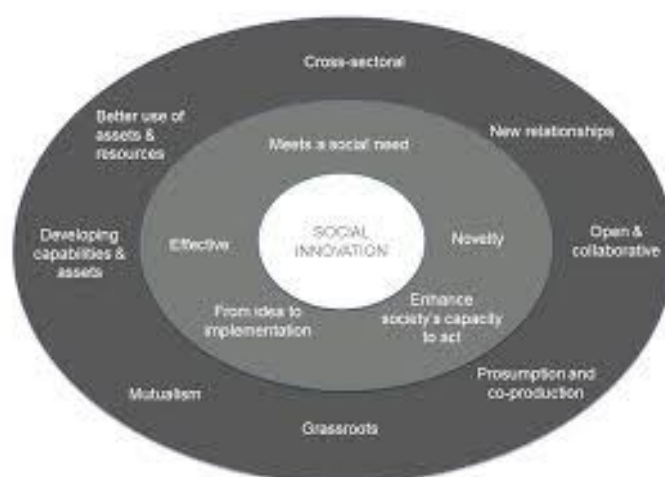 Cross-sectoral
Better use of
assets &
resources
New relationships
Meets a social need
Developing
capabilities &
assets
Effective
SOCIAL
INNOVATION
Novelty
Open &
collaborative
From idea to
implementation
Enhance
society's capacity
to act
Mutualism
Prosumption and
co-production
Grassroots